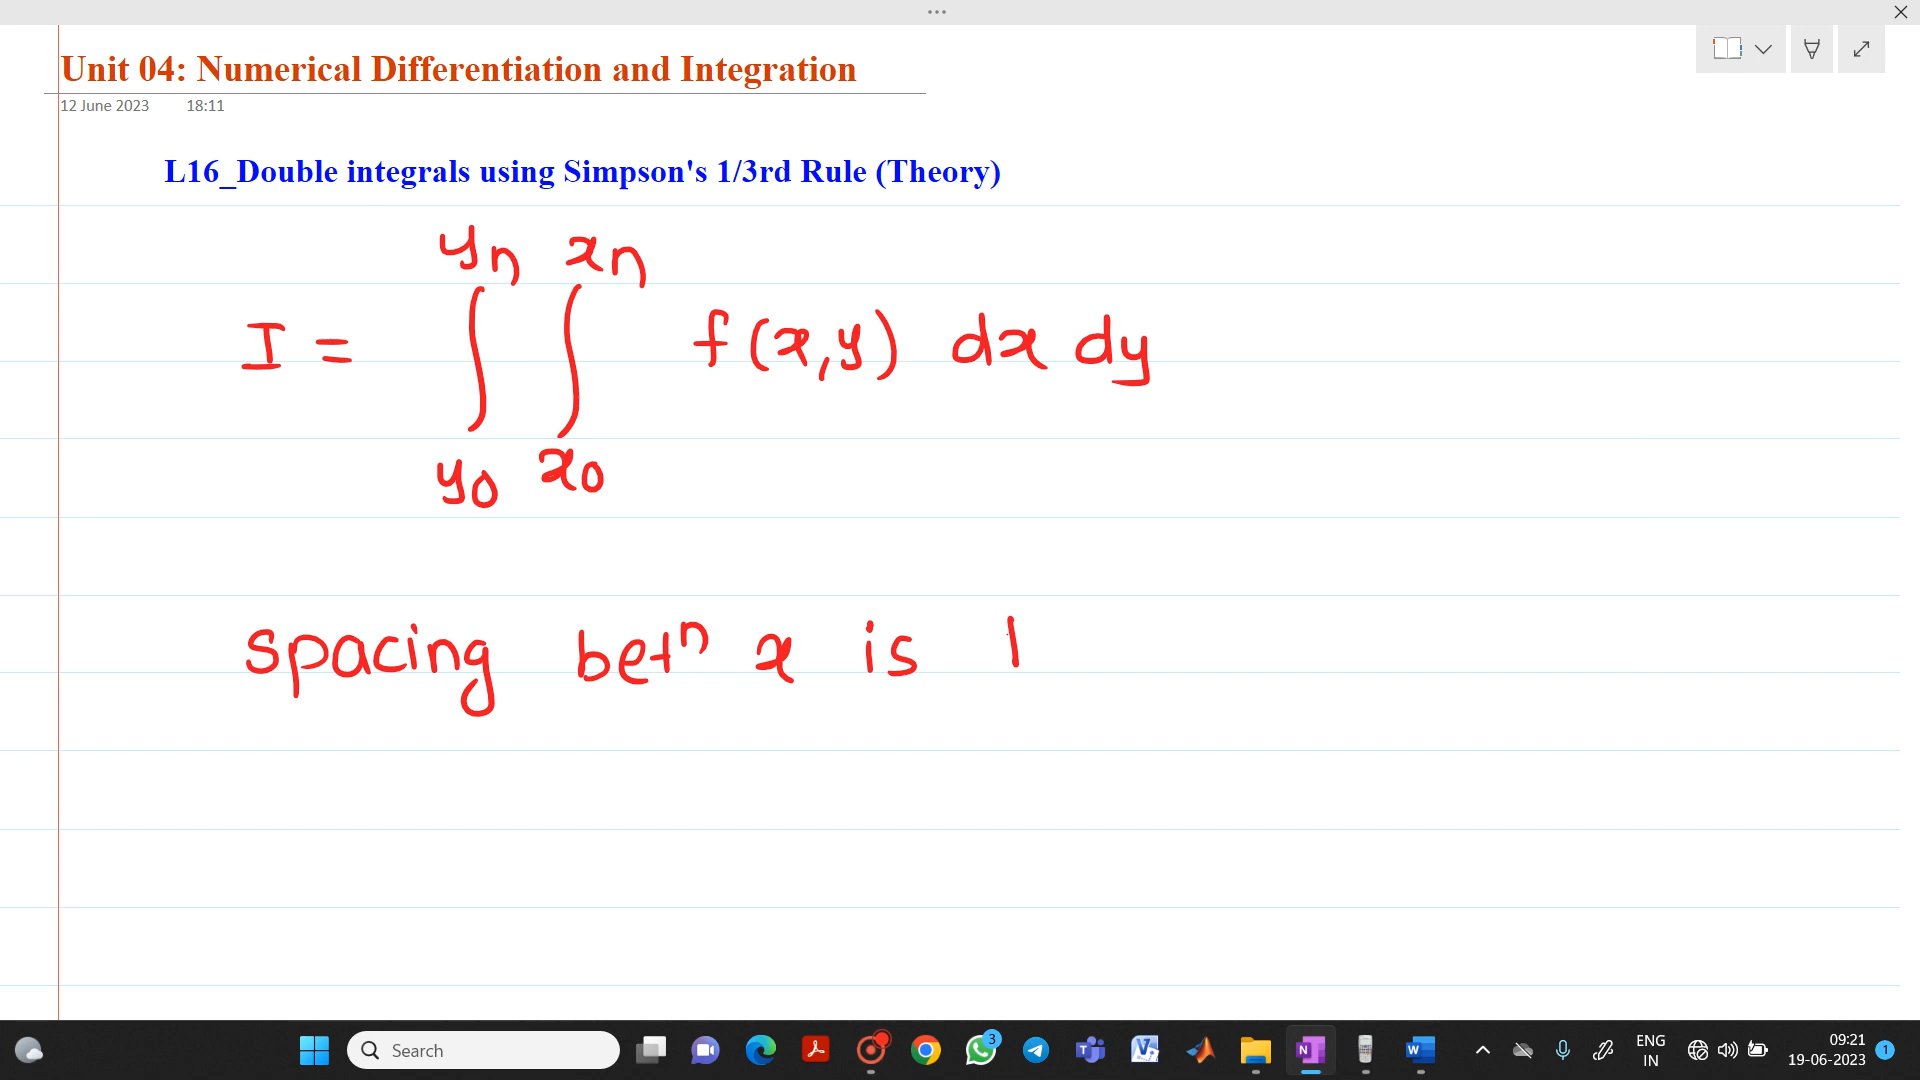 Unit 04: Numerical Differentiation and Integration
12 June 2023 18:11
L16_Double integrals using Simpson's 1/3rd Rule (Theory)
yn xn
I = ∫ ∫ f(x,y) dx dy
y0 x0
spacing betn x is
Search
3
ENG
IN
09:21
19-06-2023
1